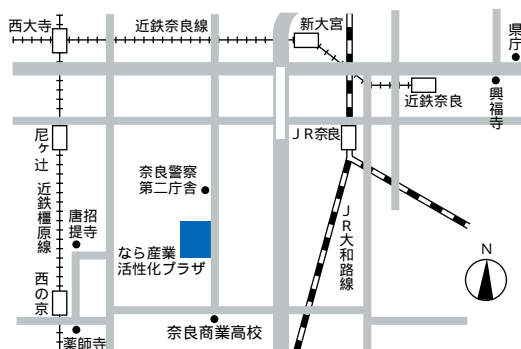 西大寺
近鉄奈良線
新大宮
県庁
近鉄奈良
興福寺
尼ヶ辻
近鉄橿原線
JR奈良
奈良警察
第二庁舎
唐招
提寺
なら産業
活性化プラザ
JR大和路線
N
西の京
奈良商業高校
薬師寺